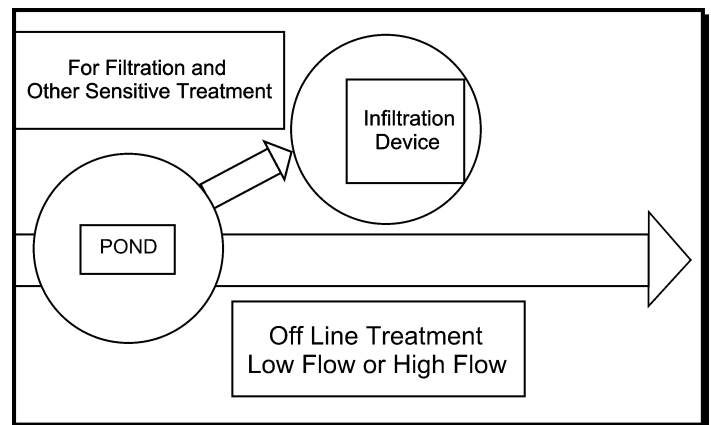 For Filtration and
Other Sensitive Treatment
Infiltration
Device
POND
Off Line Treatment
Low Flow or High Flow